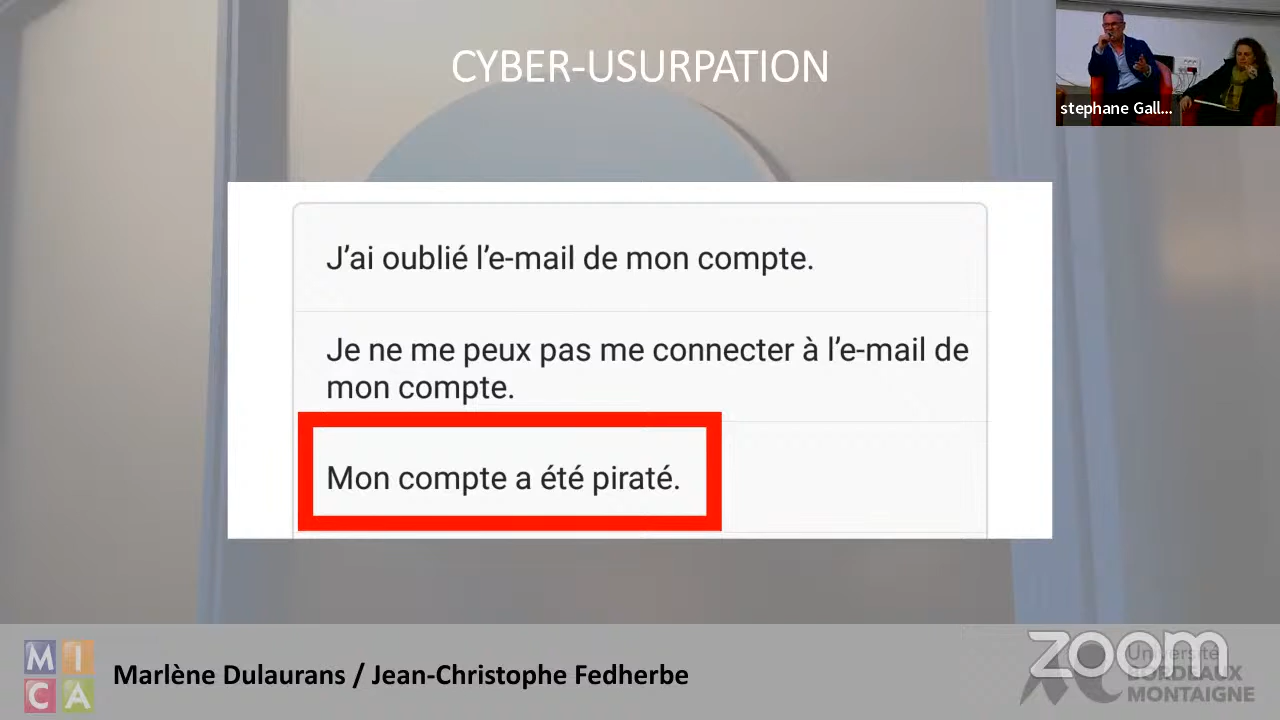 CYBER-USURPATION
stephane Gall...
J’ai oublié l’e-mail de mon compte.
Je ne me peux pas me connecter à l’e-mail de
mon compte.
Mon compte a été piraté.
MICA
Marlène Dulaurans / Jean-Christophe Fedherbe
zoom
Université
BORDEAUX
MONTAIGNE